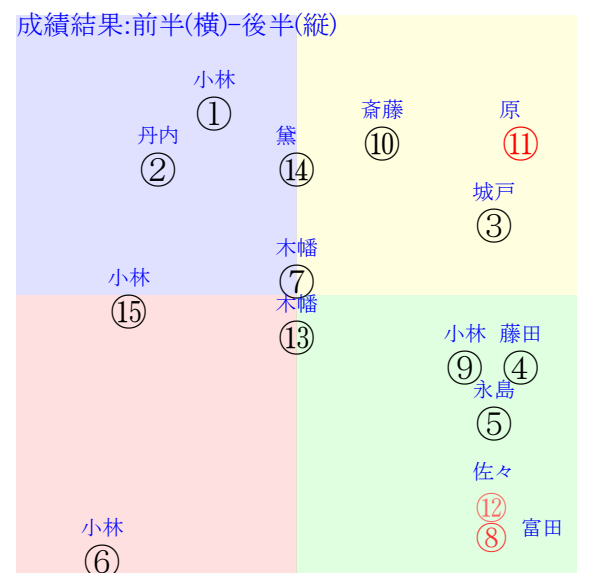 成績結果:前半(横)-後半(縦)
小林
①
斎藤
⑩
原
⑪
丹内
②
黛
⑭
城戸
③
木幡
⑦
小林
⑮
木幡
⑬
小林
⑨
藤田
④
永島
⑤
佐々
⑫
富田
⑧
小林
⑥